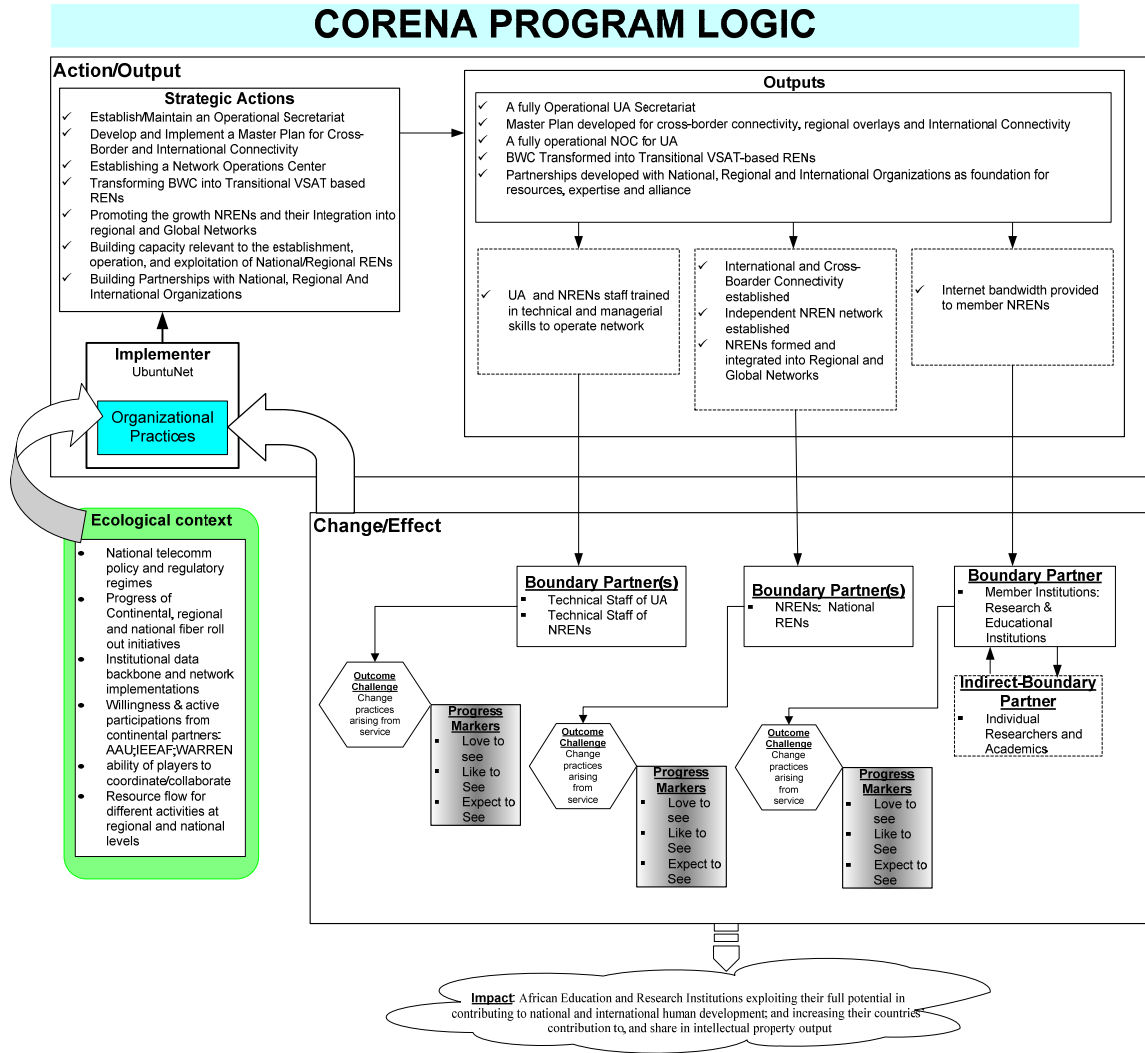 CORENA PROGRAM LOGIC
Action/Output
Strategic Actions
✓ Establish/Maintain an Operational Secretariat
✓ Develop and Implement a Master Plan for Cross-
Border and International Connectivity
✓ Establishing a Network Operations Center
✓ Transforming BWC into Transitional VSAT based
RENs
✓ Promoting the growth NRENs and their Integration into
regional and Global Networks
✓ Building capacity relevant to the establishment,
operation, and exploitation of National/Regional RENs
✓ Building Partnerships with National, Regional And
International Organizations
Outputs
✓ A fully Operational UA Secretariat
✓ Master Plan developed for cross-border connectivity, regional overlays and International Connectivity
✓ A fully operational NOC for UA
✓ BWC Transformed into Transitional VSAT-based RENs
✓ Partnerships developed with National, Regional and International Organizations as foundation for
resources, expertise and alliance
✓ UA and NRENs staff trained
in technical and managerial
skills to operate network
✓ International and Cross-
Boarder Connectivity
established
✓ Independent NREN network
established
✓ NRENs formed and
integrated into Regional and
Global Networks
✓ Internet bandwidth provided
to member NRENs
Implementer
UbuntuNet
Organizational
Practices
Ecological context
• National telecomm
policy and regulatory
regimes
• Progress of
Continental, regional
and national fiber roll
out initiatives
• Institutional data
backbone and network
implementations
• Willingness & active
participations from
continental partners:
AAU;IEEAF;WARREN
• ability of players to
coordinate/collaborate
• Resource flow for
different activities at
regional and national
levels
Change/Effect
Boundary Partner(s)
▪ Technical Staff of UA
▪ Technical Staff of
NRENs
Boundary Partner(s)
▪ NRENs: National
RENs
Boundary Partner
▪ Member Institutions:
Research &
Educational
Institutions
Indirect-Boundary
Partner
▪ Individual
Researchers and
Academics
Outcome
Challenge
Change
practices
arising from
service
Progress
Markers
▪ Love to
see
▪ Like to
See
▪ Expect to
See
Outcome
Challenge
Change
practices
arising
from
service
Progress
Markers
▪ Love to
see
▪ Like to
See
▪ Expect to
See
Outcome
Challenge
Change
practices
arising
from
service
Progress
Markers
▪ Love to
see
▪ Like to
See
▪ Expect to
See
Impact: African Education and Research Institutions exploiting their full potential in
contributing to national and international human development; and increasing their countries'
contribution to, and share in intellectual property output